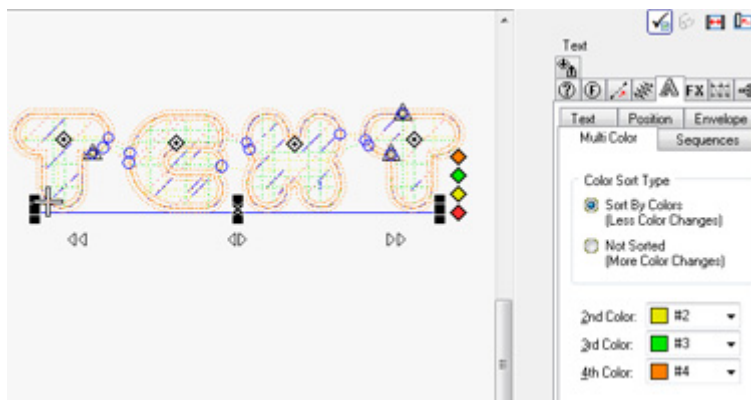 TEXT
Text
FX
Text Position Envelope
Multi Color Sequences
Color Sort Type
Sort By Colors
(Less Color Changes)
Not Sorted
(More Color Changes)
2nd Color: #2
3rd Color: #3
4th Color: #4